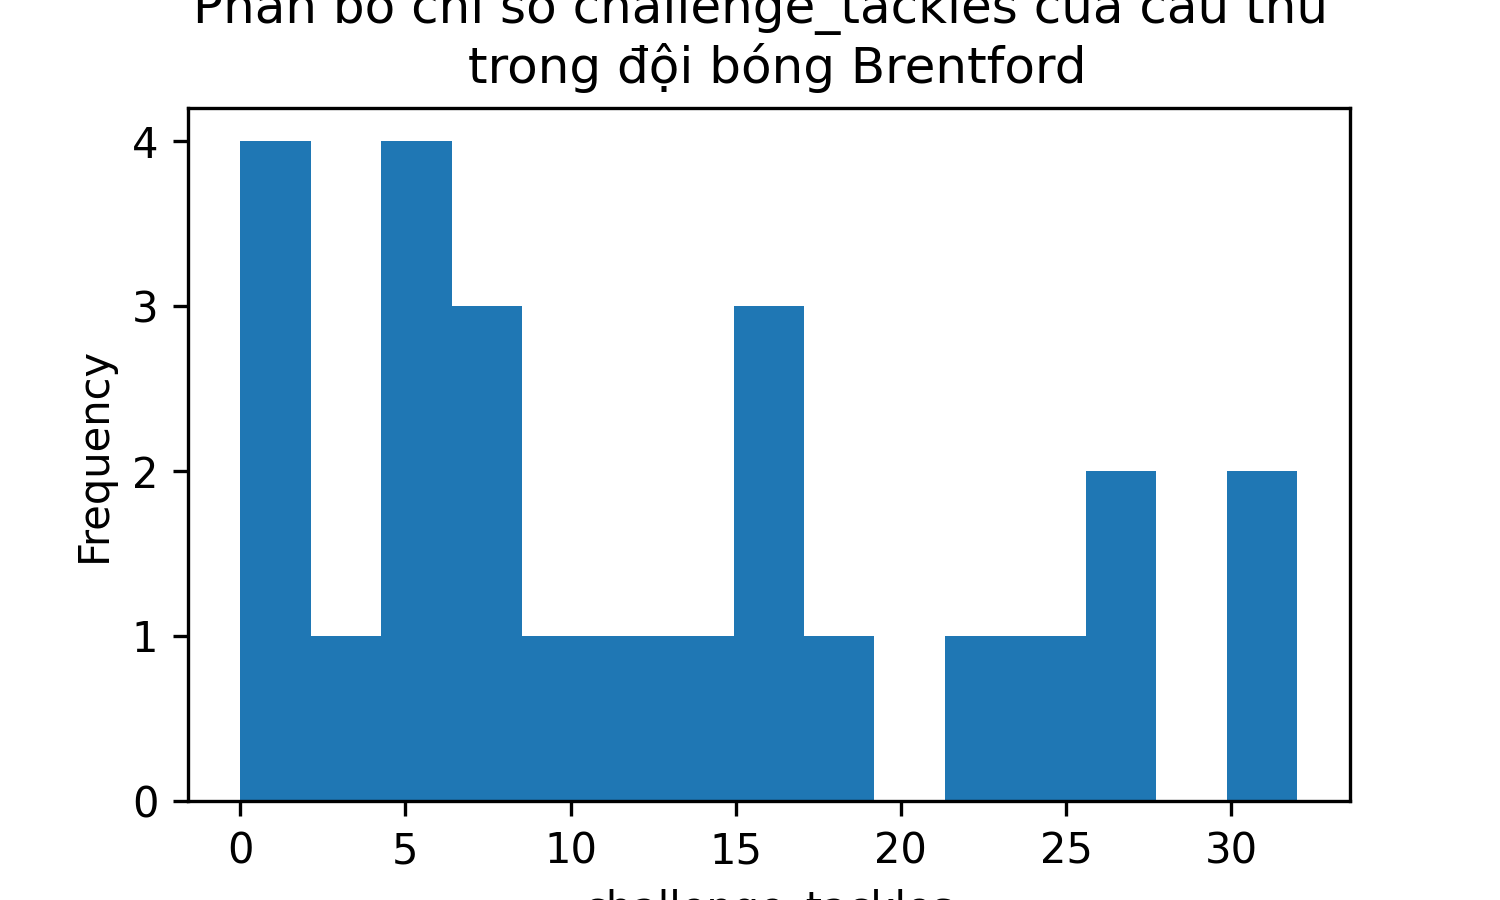 Phân bố chỉ số challenge_tackles của cầu thủ
trong đội bóng Brentford
4
3
2
1
0
Frequency
0 5 10 15 20 25 30
challenge_tackles